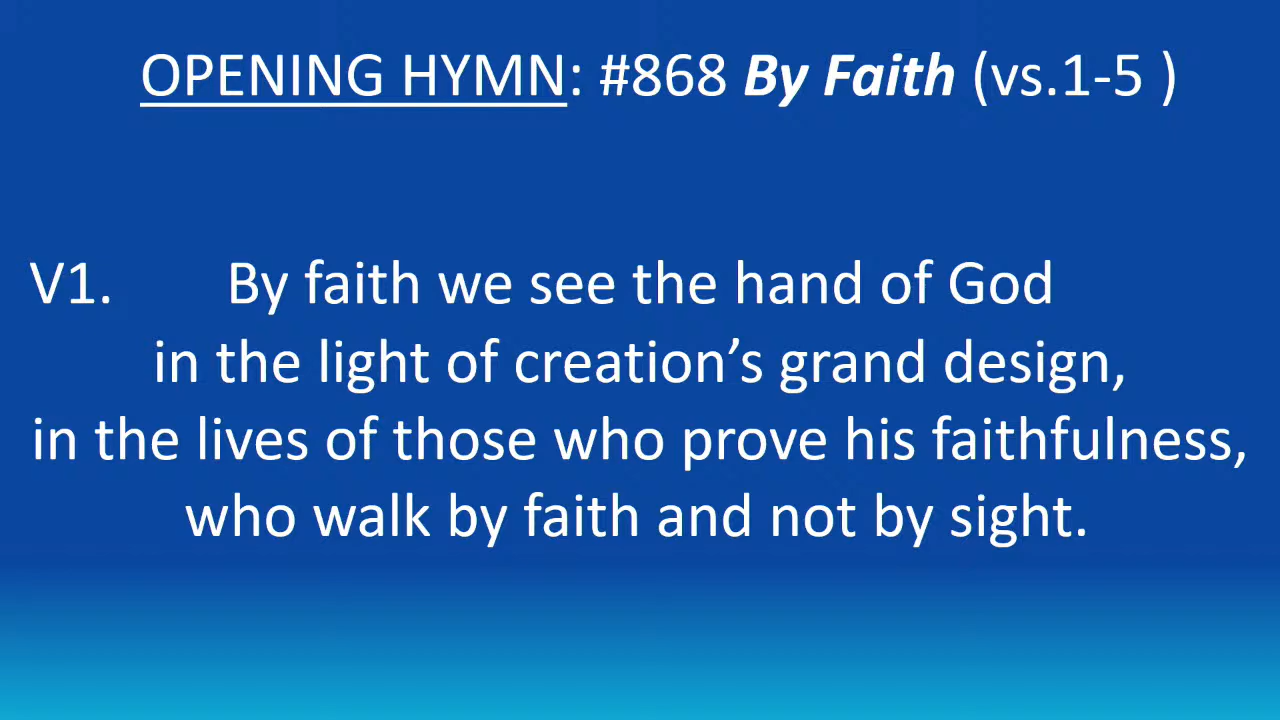 OPENING HYMN: #868 By Faith (vs.1-5 )
V1. By faith we see the hand of God
in the light of creation’s grand design,
in the lives of those who prove his faithfulness,
who walk by faith and not by sight.